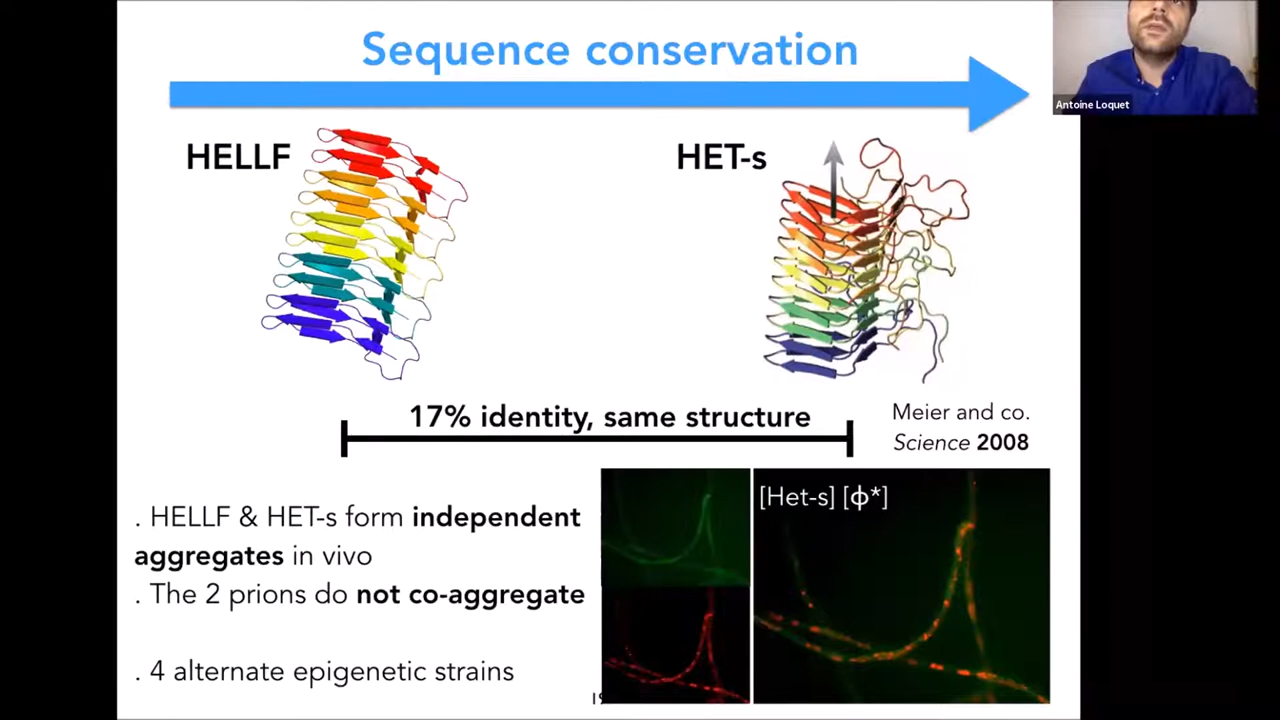 Sequence conservation
Antoine Loquet
HELLF
HET-s
17% identity, same structure
Meier and co.
Science 2008
. HELLF & HET-s form independent
aggregates in vivo
. The 2 prions do not co-aggregate
. 4 alternate epigenetic strains
[Het-s] [ϕ*]